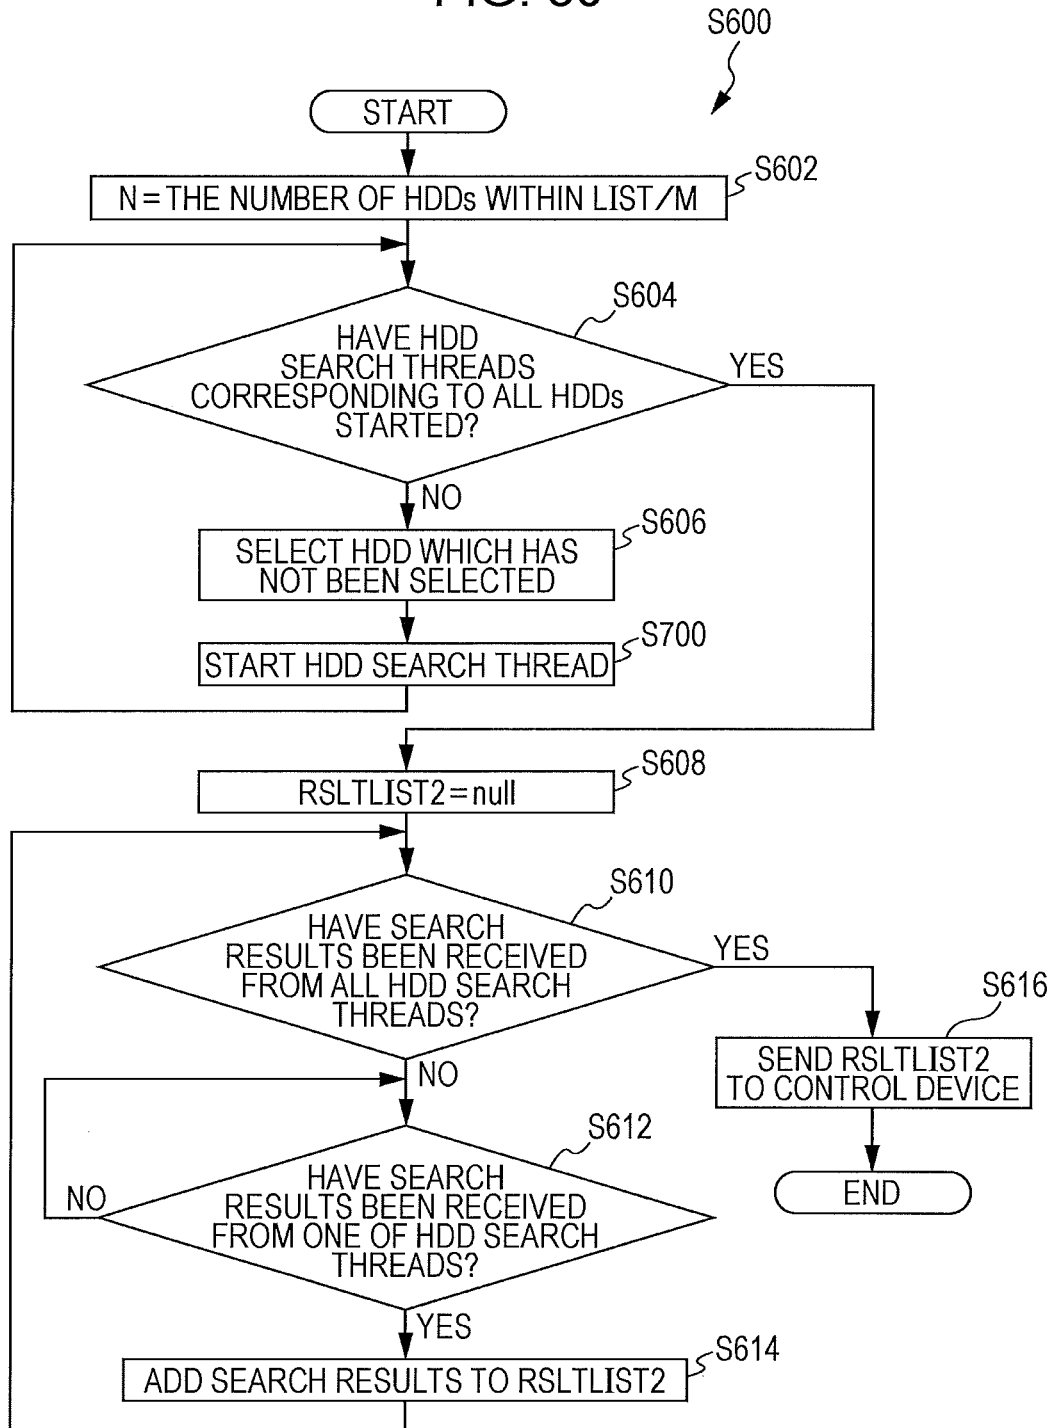 S600
START
S602
N=THE NUMBER OF HDDs WITHIN LIST/M
S604
HAVE HDD
SEARCH THREADS
CORRESPONDING TO ALL HDDs
STARTED?
YES
NO
S606
SELECT HDD WHICH HAS
NOT BEEN SELECTED
S700
START HDD SEARCH THREAD
S608
RSLTLIST2=null
S610
HAVE SEARCH
RESULTS BEEN RECEIVED
FROM ALL HDD SEARCH
THREADS?
YES
S616
SEND RSLTLIST2
TO CONTROL DEVICE
NO
END
S612
HAVE SEARCH
RESULTS BEEN RECEIVED
FROM ONE OF HDD SEARCH
THREADS?
NO
YES
S614
ADD SEARCH RESULTS TO RSLTLIST2